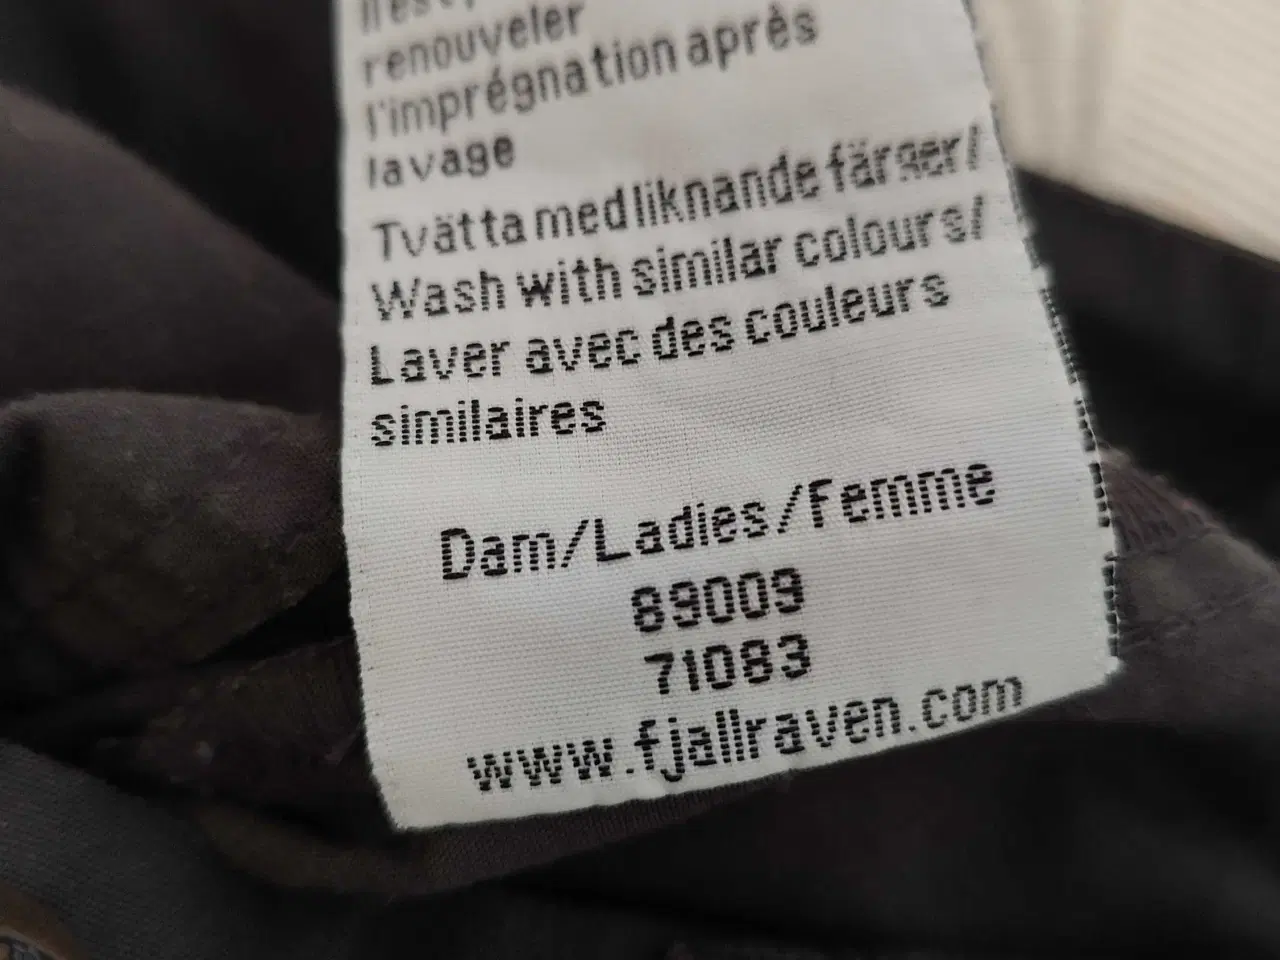 renouveler
l'imprégnation après
lavage
Tvätta med liknande färger/
Wash with similar colours/
Laver avec des couleurs
similaires
Dam/Ladies/Femme
89009
71083
www.fjallraven.com